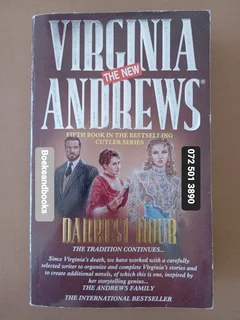 VIRGINIA
THE NEW
ANDREWS®
FIFTH BOOK IN THE BESTSELLING
CUTLER SERIES
Bookeandbooks
072 501 3890
DARKEST HOUR
THE TRADITION CONTINUES...
Since Virginia's death, we have worked with a carefully
selected writer to organize and complete Virginia's stories and
to create additional novels, of which this is one, inspired by
her storytelling genius...
THE ANDREWS FAMILY
THE INTERNATIONAL BESTSELLER